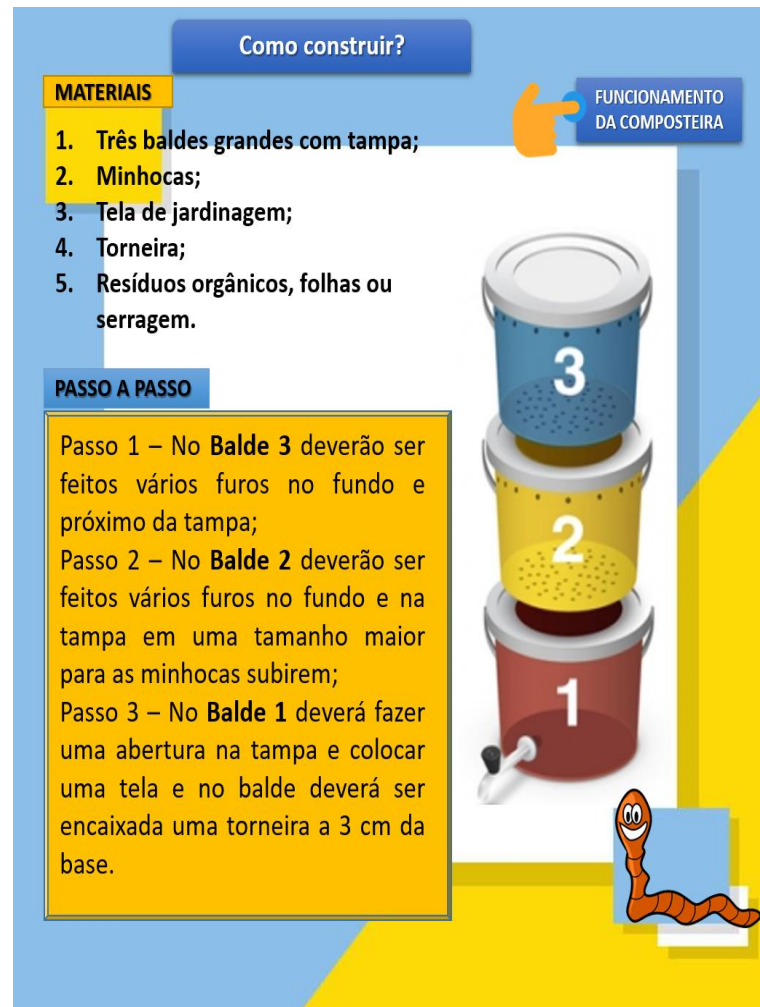 Como construir?
MATERIAIS
FUNCIONAMENTO
DA COMPOSTEIRA
1. Três baldes grandes com tampa;
2. Minhocas;
3. Tela de jardinagem;
4. Torneira;
5. Resíduos orgânicos, folhas ou
serragem.
PASSO A PASSO
Passo 1 – No Balde 3 deverão ser
feitos vários furos no fundo e
próximo da tampa;
Passo 2 – No Balde 2 deverão ser
feitos vários furos no fundo e na
tampa em uma tamanho maior
para as minhocas subirem;
Passo 3 – No Balde 1 deverá fazer
uma abertura na tampa e colocar
uma tela e no balde deverá ser
encaixada uma torneira a 3 cm da
base.
3
2
1